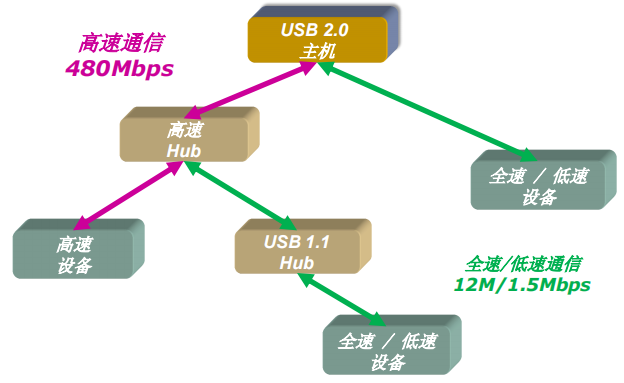 USB 2.0
主机
高速通信
480Mbps
高速
Hub
全速 / 低速
设备
高速
设备
USB 1.1
Hub
全速/低速通信
12M/1.5Mbps
全速 / 低速
设备